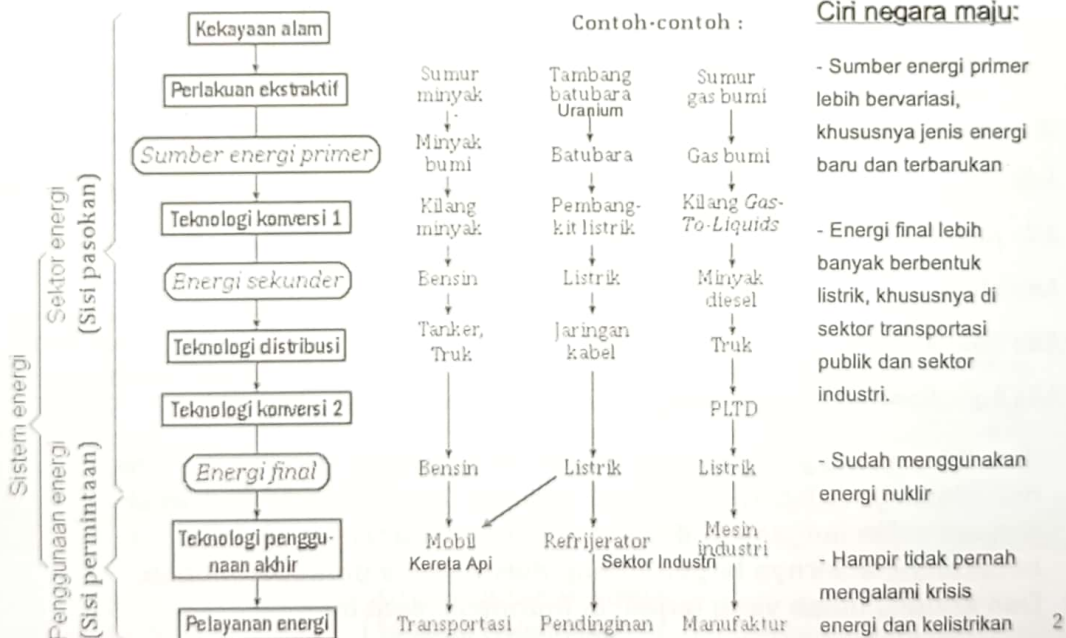 Sistem energi
Sektor energi
(Sisi pasokan)
Penggunaan energi
(Sisi permintaan)
Kekayaan alam
Perlakuan ekstraktif
Sumber energi primer
Teknologi konversi 1
Energi sekunder
Teknologi distribusi
Teknologi konversi 2
Energi final
Teknologi penggu-
naan akhir
Pelayanan energi
Contoh-contoh :
Sumur
minyak
Minyak
bumi
Kilang
minyak
Bensin
Tanker,
Truk
Bensin
Mobil
Kereta Api
Transportasi
Tambang
batubara
Uranium
Batubara
Pembang-
kit listrik
Listrik
Jaringan
kabel
Listrik
Refrijerator
Sektor Industri
Pendinginan
Sumur
gas bumi
Gas bumi
Kilang Gas-
To-Liquids
Minyak
diesel
Truk
PLTD
Listrik
Mesin
industri
Manufaktur
Ciri negara maju:
- Sumber energi primer
lebih bervariasi,
khususnya jenis energi
baru dan terbarukan
- Energi final lebih
banyak berbentuk
listrik, khususnya di
sektor transportasi
publik dan sektor
industri.
- Sudah menggunakan
energi nuklir
- Hampir tidak pernah
mengalami krisis
energi dan kelistrikan
2